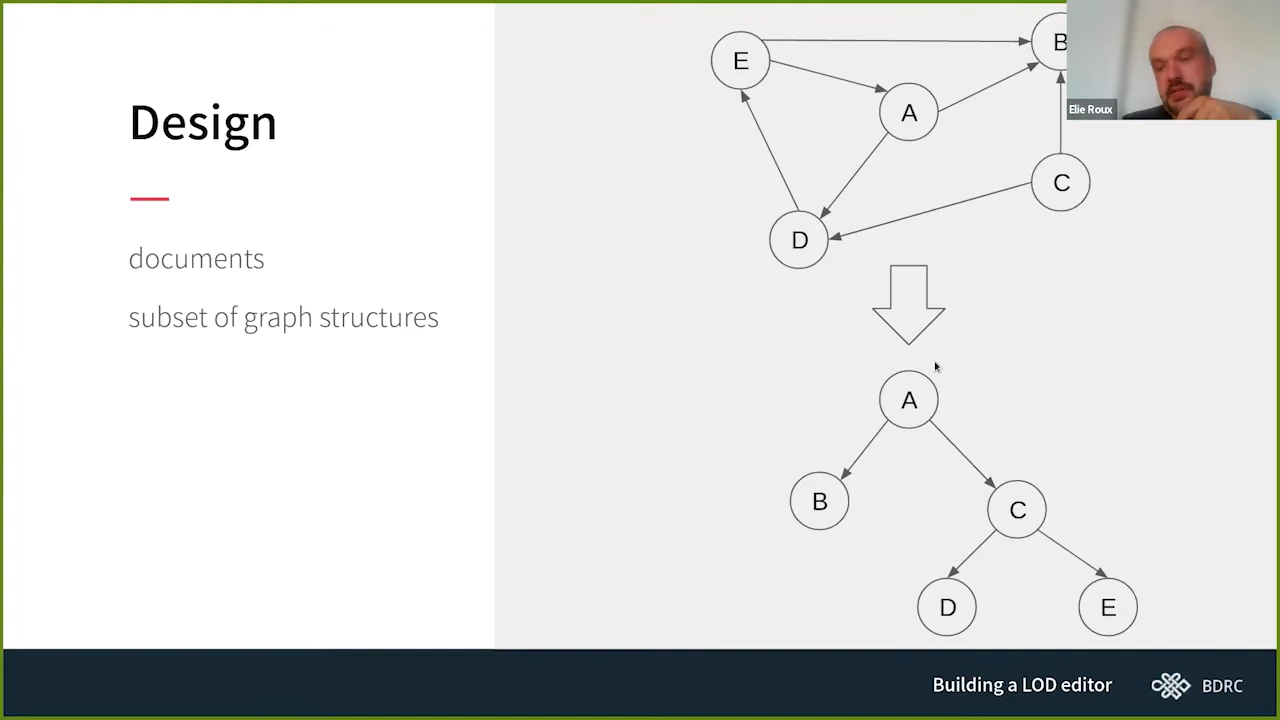 Design
documents
subset of graph structures
E
B
A
C
D
A
B
C
D
E
Elie Roux
Building a LOD editor
BDRC